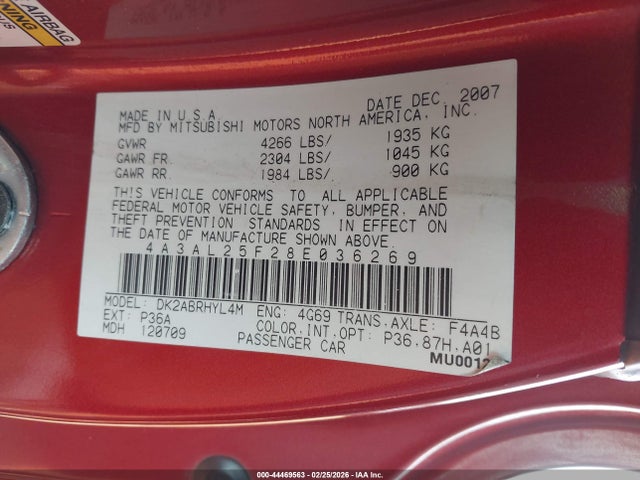 AIRBAG
MADE IN U.S.A. DATE DEC. 2007
MFD BY MITSUBISHI MOTORS NORTH AMERICA, INC.
GVWR 4266 LBS/ 1935 KG
GAWR FR. 2304 LBS/ 1045 KG
GAWR RR. 1984 LBS/ 900 KG
THIS VEHICLE CONFORMS TO ALL APPLICABLE
FEDERAL MOTOR VEHICLE SAFETY, BUMPER, AND
THEFT PREVENTION STANDARDS IN EFFECT ON
THE DATE OF MANUFACTURE SHOWN ABOVE.
4A3AL25F28E036269
MODEL: DK2ABRHYL4M ENG: 4G69 TRANS.AXLE: F4A4B
EXT: P36A COLOR.INT.OPT: P36.87H.A01
MDH 120709 PASSENGER CAR
MU0012
000-44469563 | 02/25/2026 | IAA Inc.